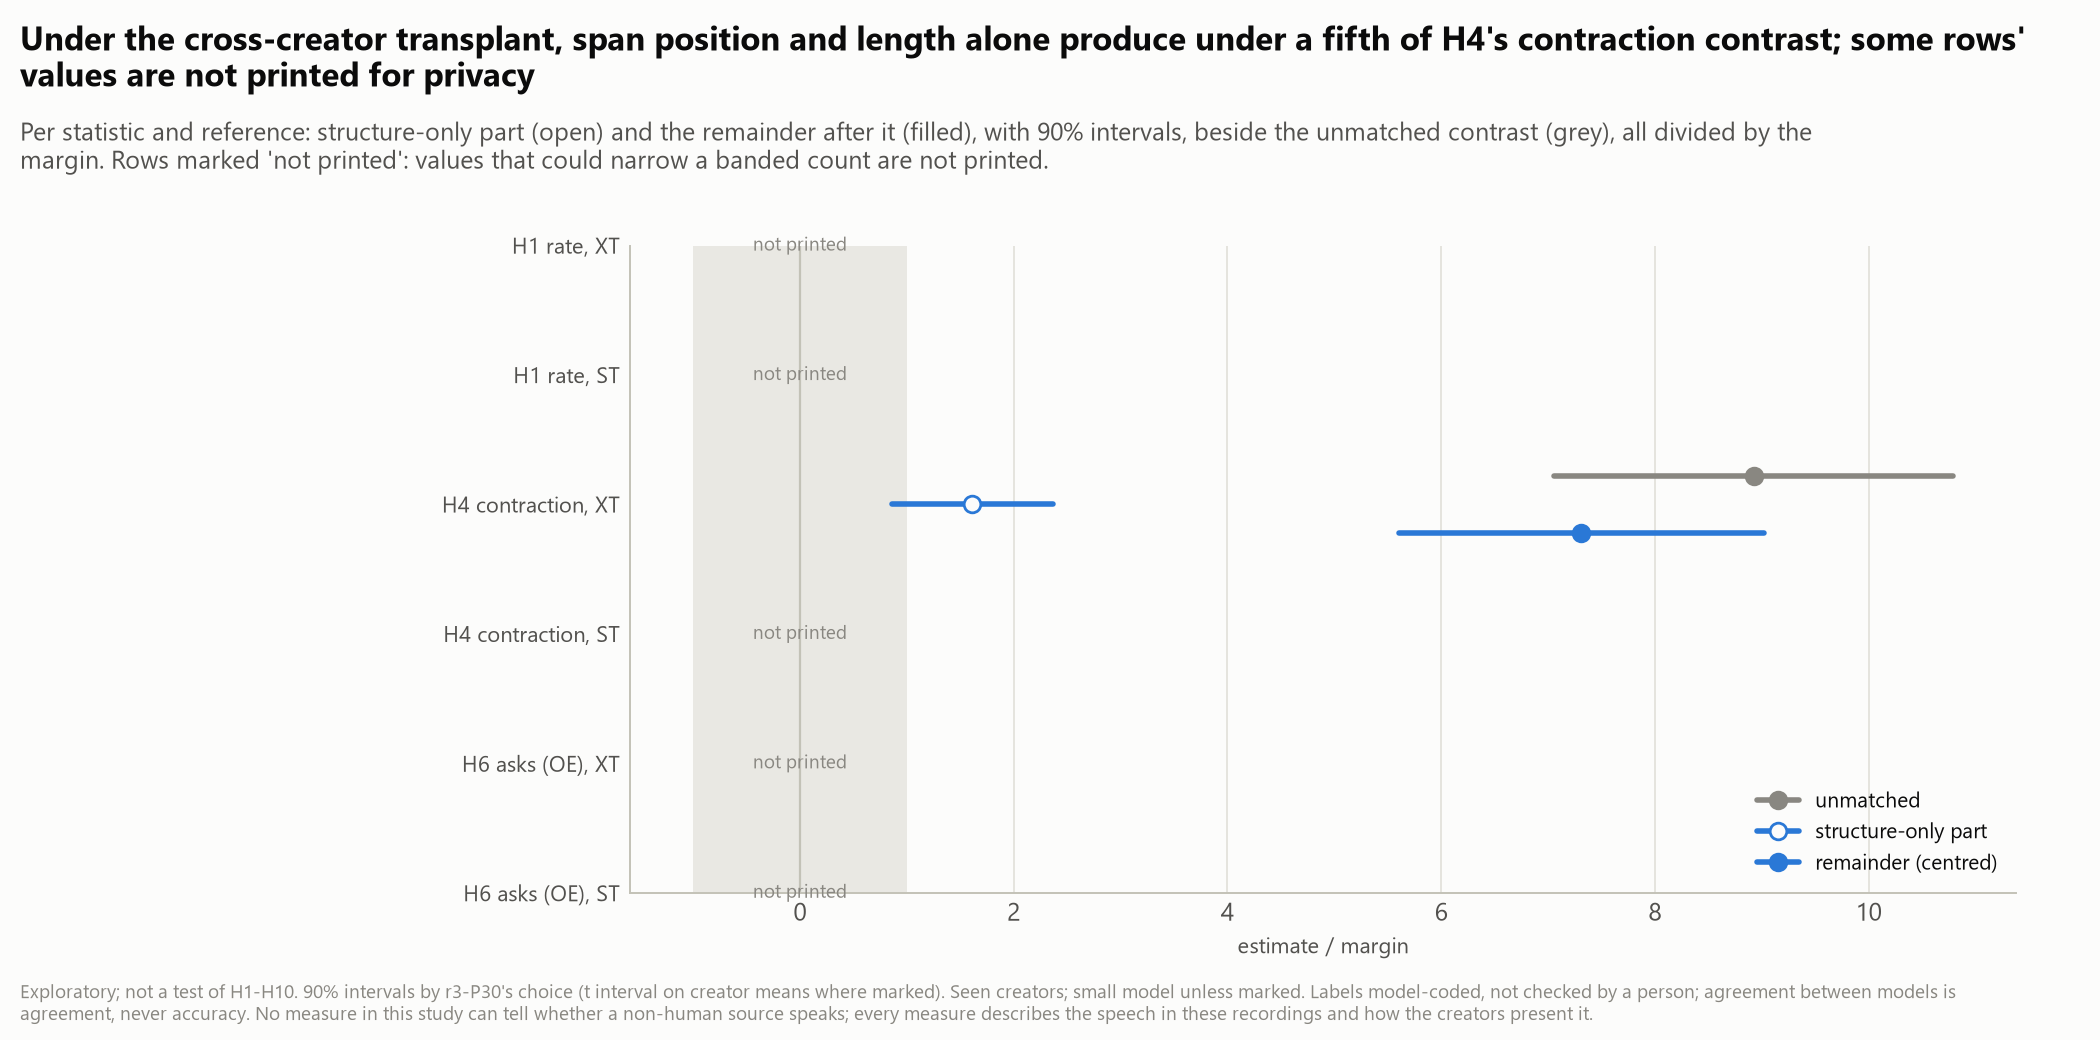 Under the cross-creator transplant, span position and length alone produce under a fifth of H4's contraction contrast; some rows'
values are not printed for privacy
Per statistic and reference: structure-only part (open) and the remainder after it (filled), with 90% intervals, beside the unmatched contrast (grey), all divided by the
margin. Rows marked 'not printed': values that could narrow a banded count are not printed.
H1 rate, XT
not printed
H1 rate, ST
not printed
H4 contraction, XT
H4 contraction, ST
not printed
H6 asks (OE), XT
not printed
unmatched
structure-only part
remainder (centred)
H6 asks (OE), ST
not printed
0 2 4 6 8 10
estimate / margin
Exploratory; not a test of H1-H10. 90% intervals by r3-P30's choice (t interval on creator means where marked). Seen creators; small model unless marked. Labels model-coded, not checked by a person; agreement between models is
agreement, never accuracy. No measure in this study can tell whether a non-human source speaks; every measure describes the speech in these recordings and how the creators present it.